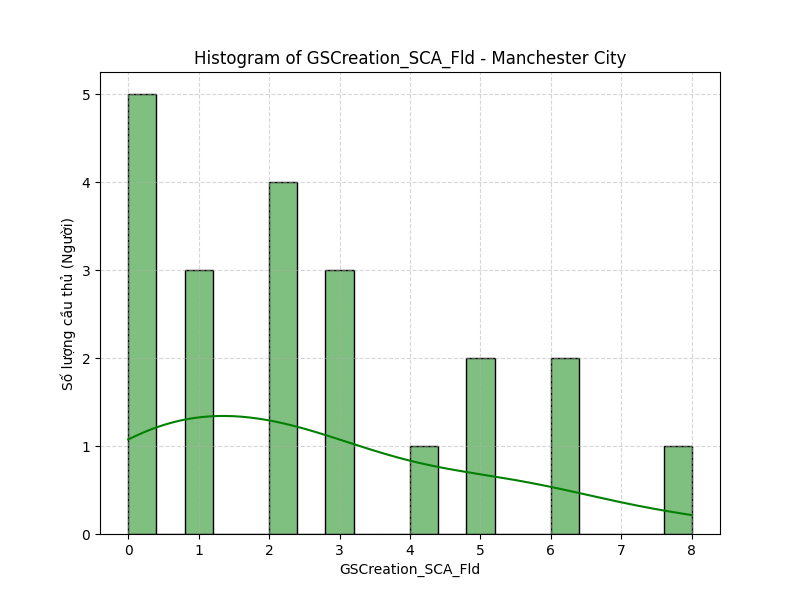 Histogram of GSCreation_SCA_Fld - Manchester City
Số lượng cầu thủ (Người)
5
4
3
2
1
0
0 1 2 3 4 5 6 7 8
GSCreation_SCA_Fld